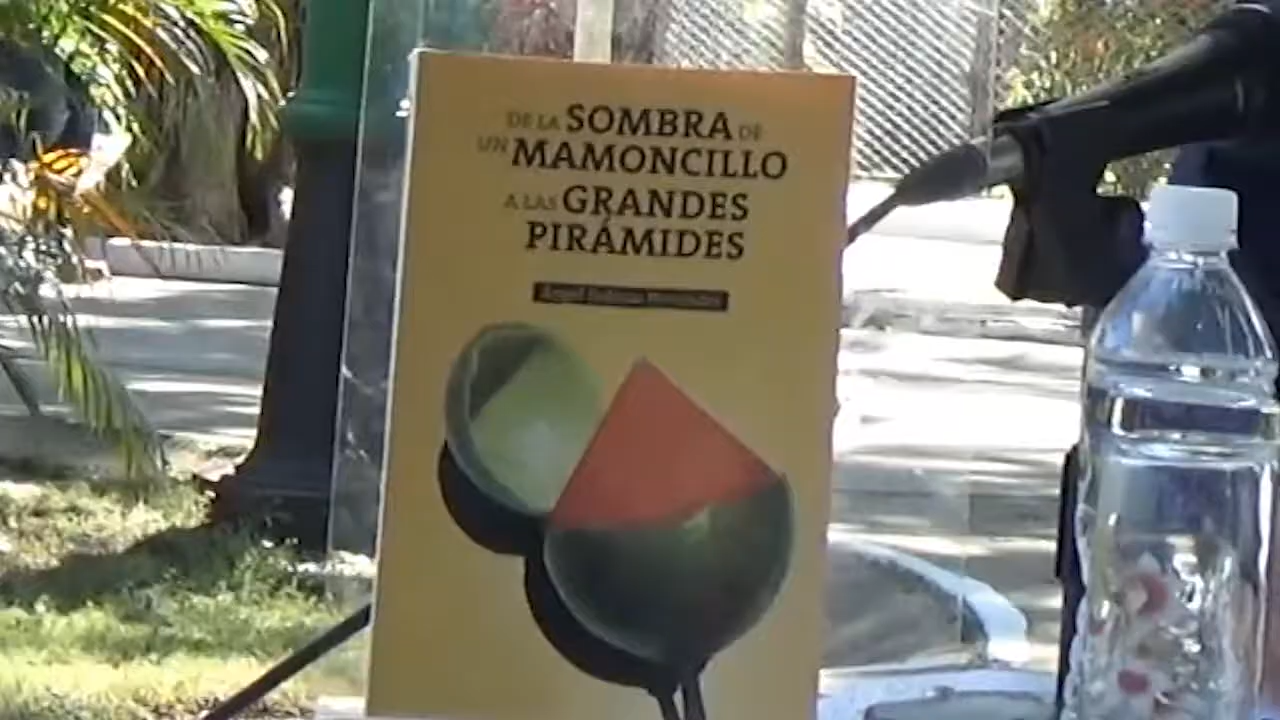 DE LA SOMBRA DE
UN MAMONCILLO
A LAS GRANDES
PIRÁMIDES